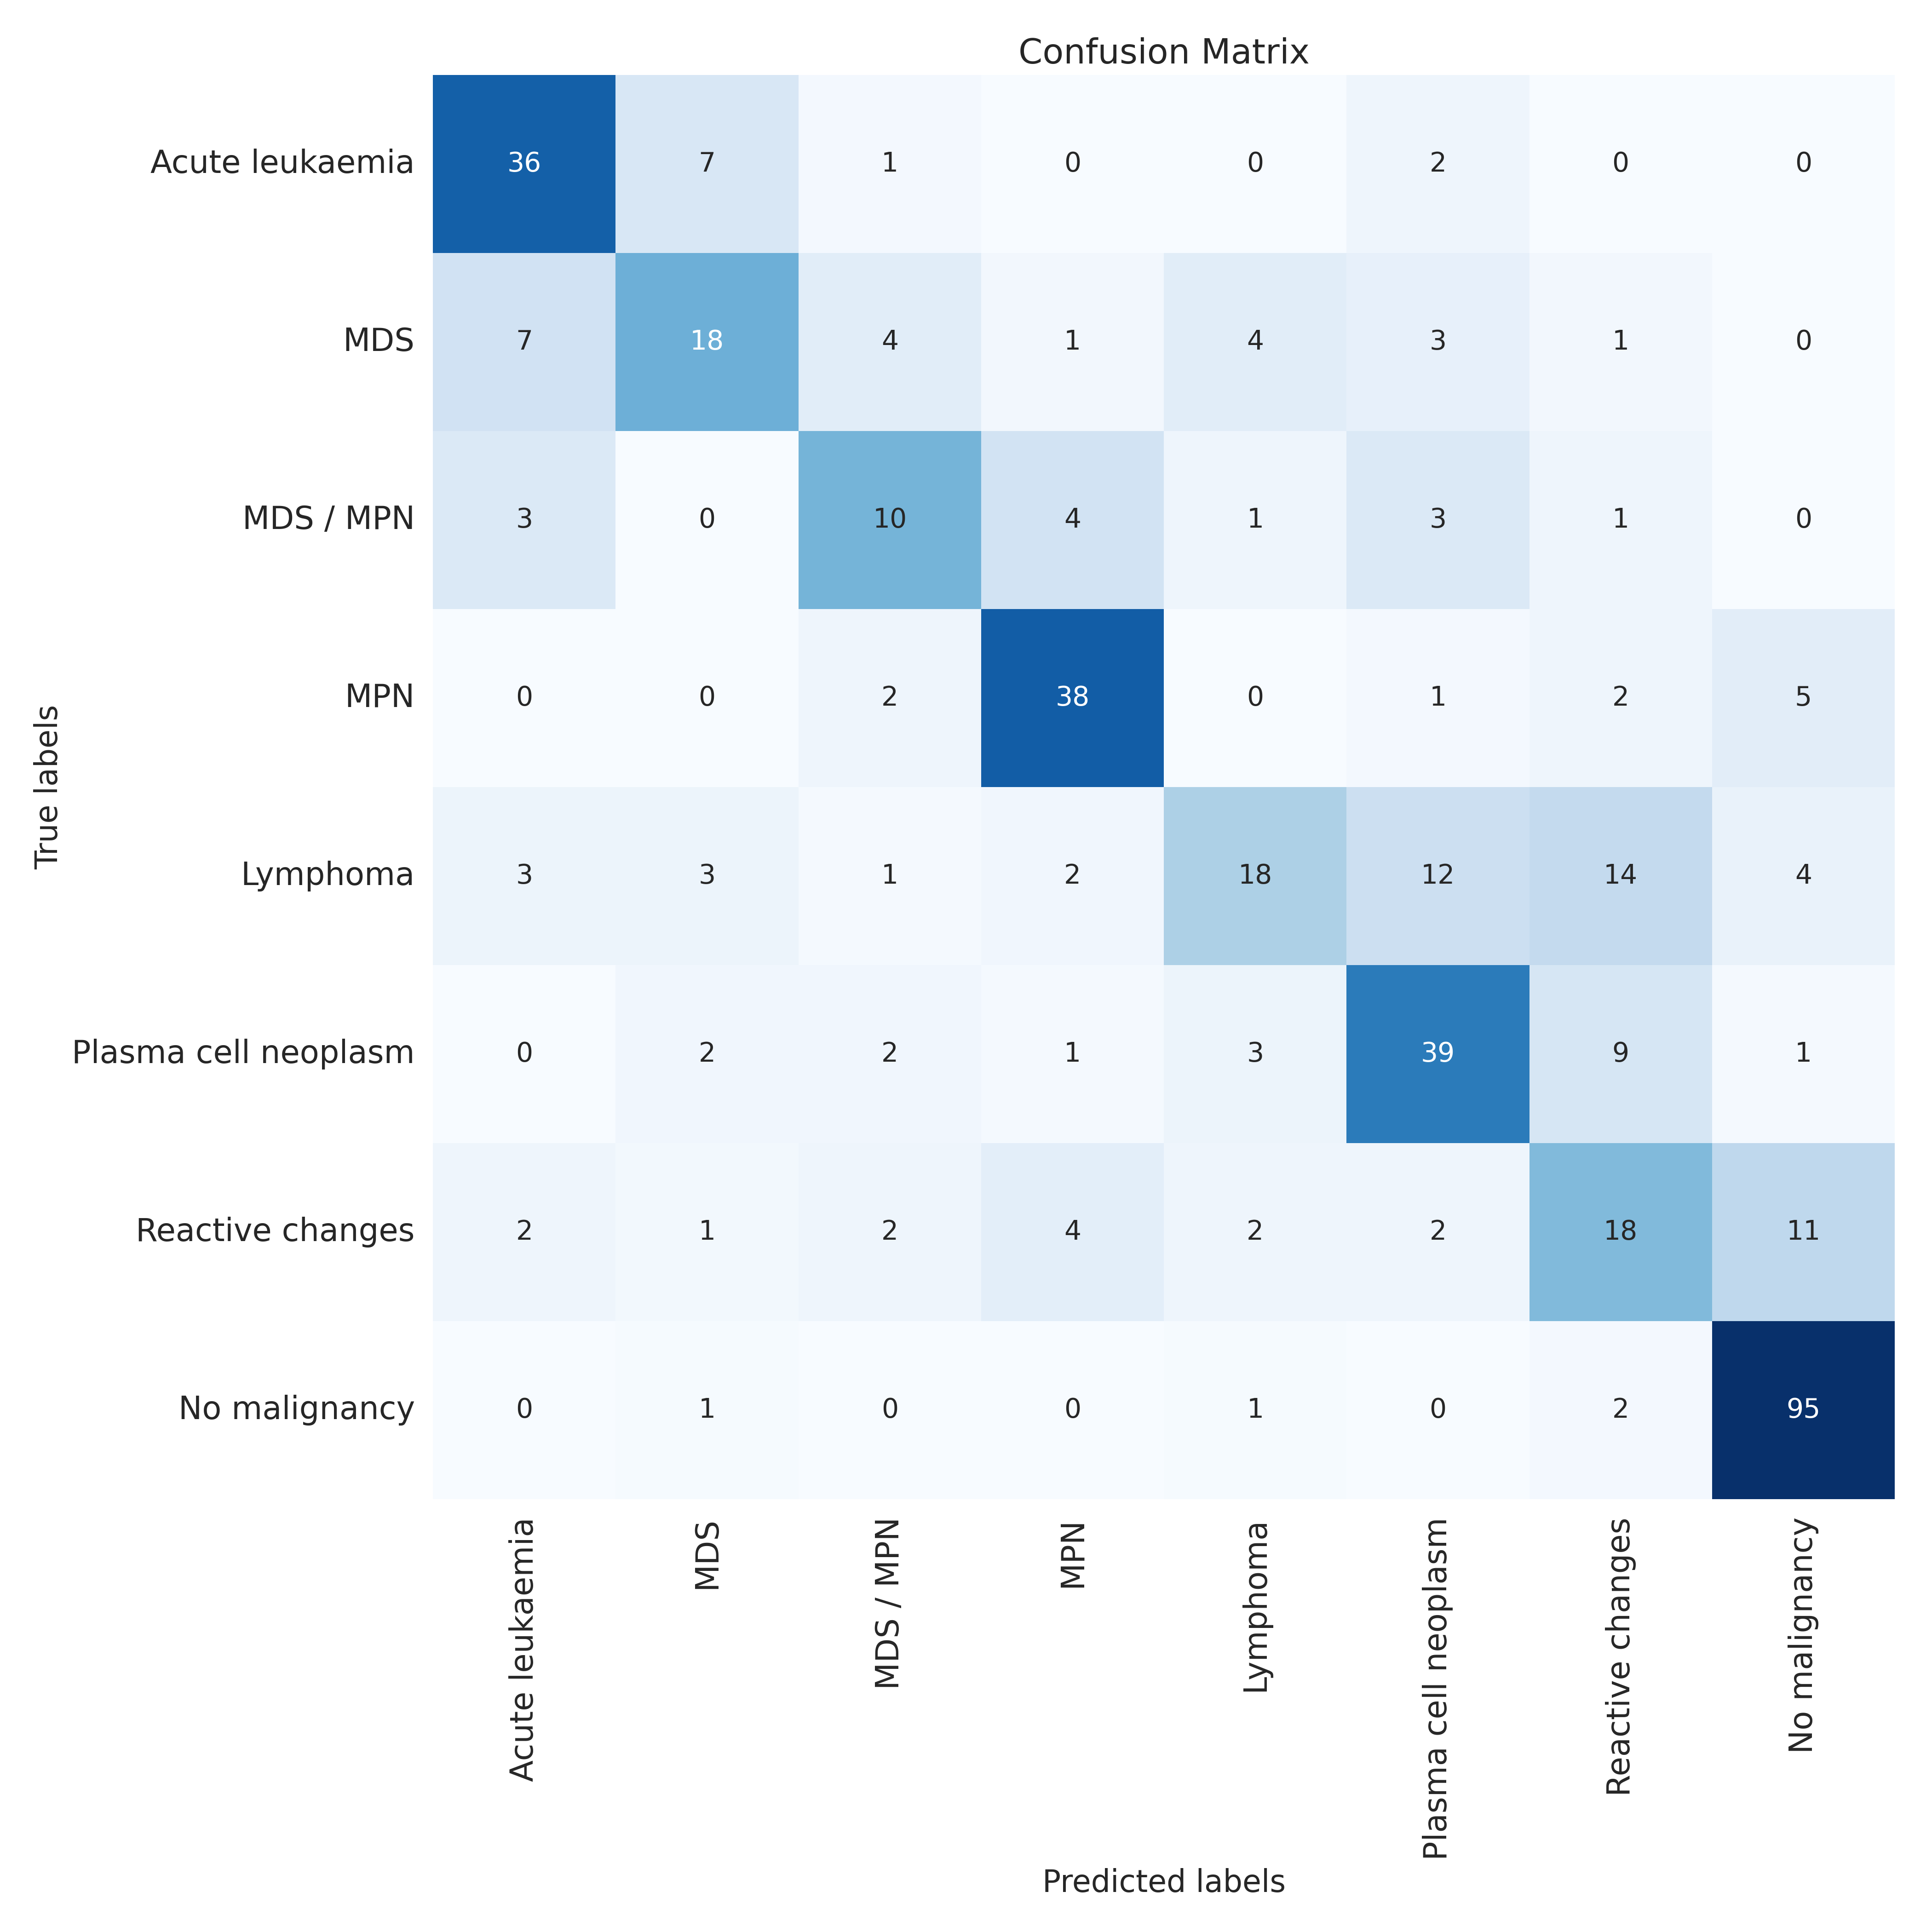 Confusion Matrix
Acute leukaemia 36 7 1 0 0 2 0 0
MDS 7 18 4 1 4 3 1 0
MDS / MPN 3 0 10 4 1 3 1 0
MPN 0 0 2 38 0 1 2 5
Lymphoma 3 3 1 2 18 12 14 4
Plasma cell neoplasm 0 2 2 1 3 39 9 1
Reactive changes 2 1 2 4 2 2 18 11
No malignancy 0 1 0 0 1 0 2 95
True labels
Acute leukaemia
MDS
MDS / MPN
MPN
Lymphoma
Plasma cell neoplasm
Reactive changes
No malignancy
Predicted labels